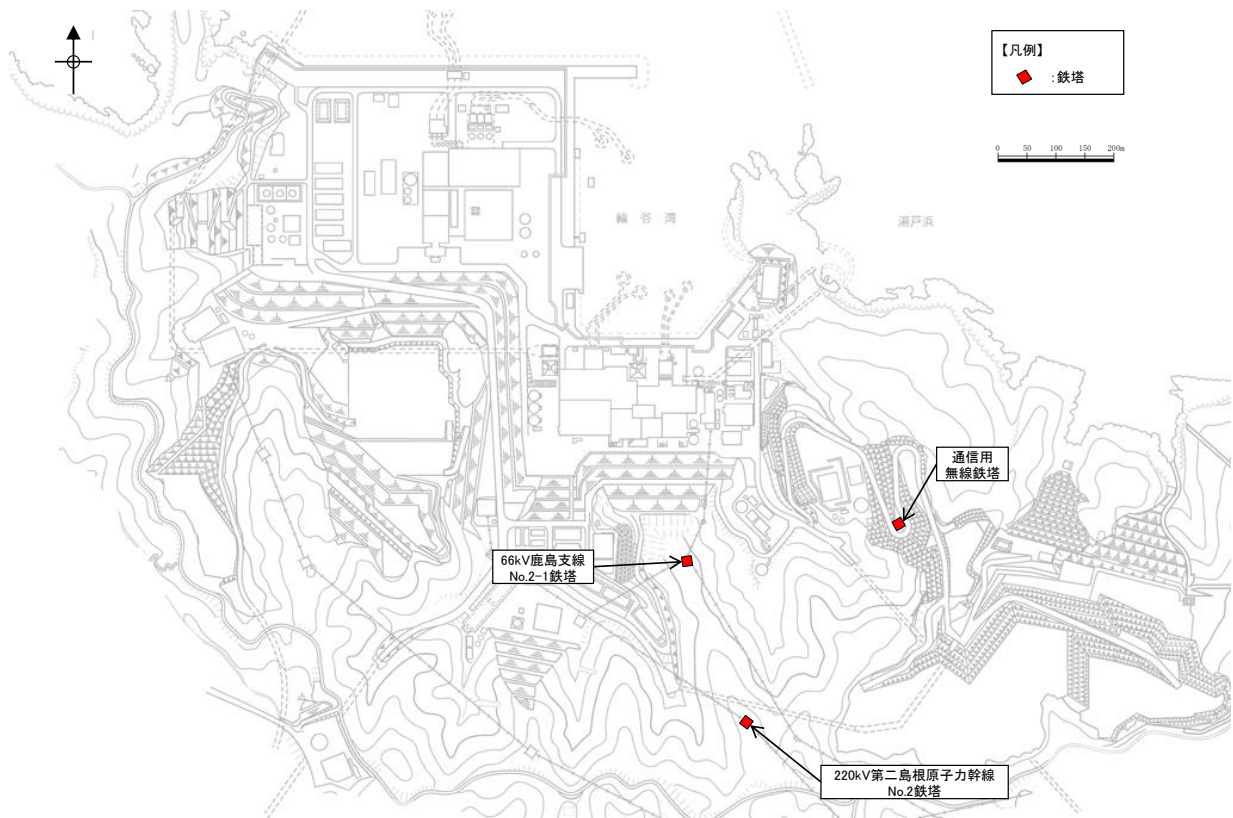 【凡例】
：鉄塔
0 50 100 150 200m
輪谷湾
湯戸浜
通信用
無線鉄塔
66kV鹿島支線
No.2-1鉄塔
220kV第二島根原子力幹線
No.2鉄塔